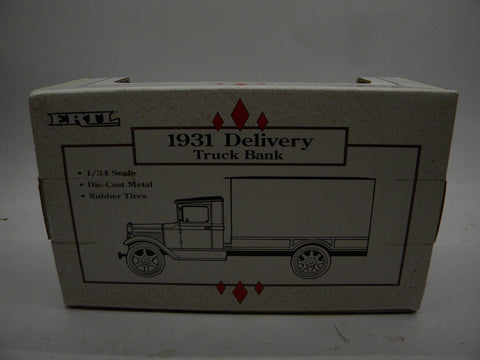 ERTL
1931 Delivery
Truck Bank
• 1/34 Scale
• Die-Cast Metal
• Rubber Tires